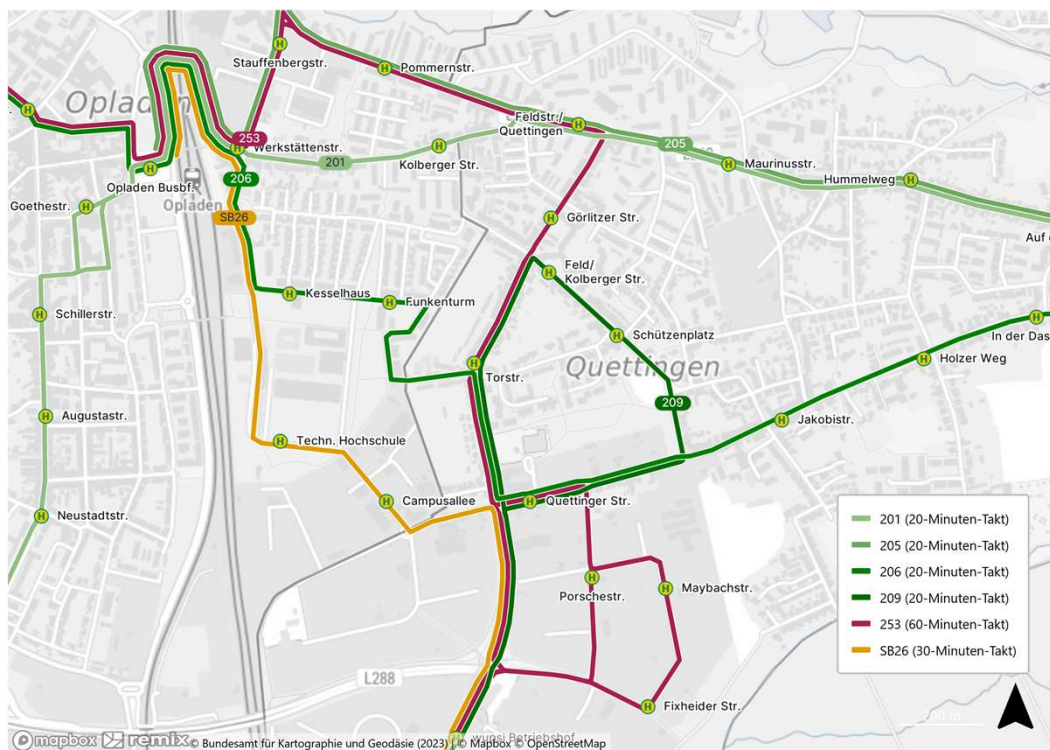 Opladen
Stauffenbergstr.
Pommernstr.
Feldstr./
Quettingen
253
Werkstättenstr.
201
Kolberger Str.
205
Maurinusstr.
Hummelweg
206
Opladen Busbf.
Opladen
Goethestr.
SB26
Görlitzer Str.
Auf
Feld/
Kolberger Str.
Kesselhaus
Funkenturm
Schillerstr.
Schützenplatz
In der Das
Holzer Weg
Torstr.
Quettingen
209
Augustastr.
Jakobistr.
Techn. Hochschule
Campusallee
Quettinger Str.
Neustadtstr.
201 (20-Minuten-Takt)
205 (20-Minuten-Takt)
206 (20-Minuten-Takt)
209 (20-Minuten-Takt)
253 (60-Minuten-Takt)
SB26 (30-Minuten-Takt)
Porschestr.
Maybachstr.
L288
Fixheider Str.
wupsi Betriebshof
mapbox remix © Bundesamt für Kartographie und Geodäsie (2023) | © Mapbox © OpenStreetMap